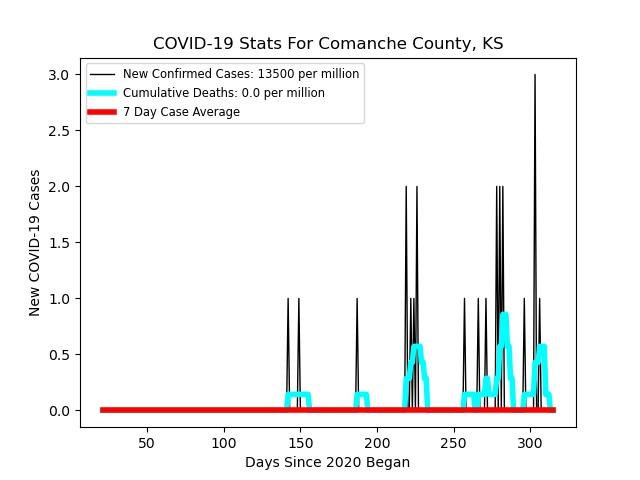 COVID-19 Stats For Comanche County, KS
New Confirmed Cases: 13500 per million
Cumulative Deaths: 0.0 per million
7 Day Case Average
New COVID-19 Cases
3.0
2.5
2.0
1.5
1.0
0.5
0.0
50 100 150 200 250 300
Days Since 2020 Began